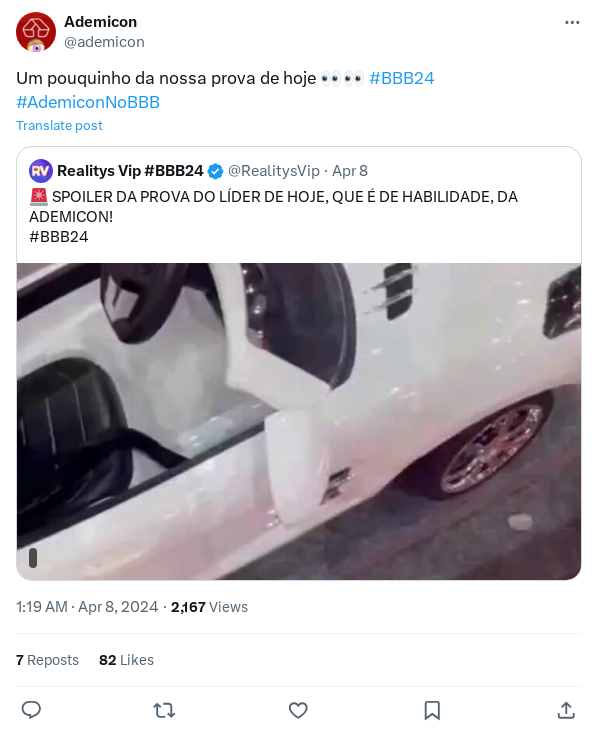 Ademicon
@ademicon
Um pouquinho da nossa prova de hoje 👀👀 #BBB24
#AdemiconNoBBB
Translate post
RV Realitys Vip #BBB24 @RealitysVip · Apr 8
🚨 SPOILER DA PROVA DO LÍDER DE HOJE, QUE É DE HABILIDADE, DA
ADEMICON!
#BBB24
1:19 AM · Apr 8, 2024 · 2,167 Views
7 Reposts 82 Likes